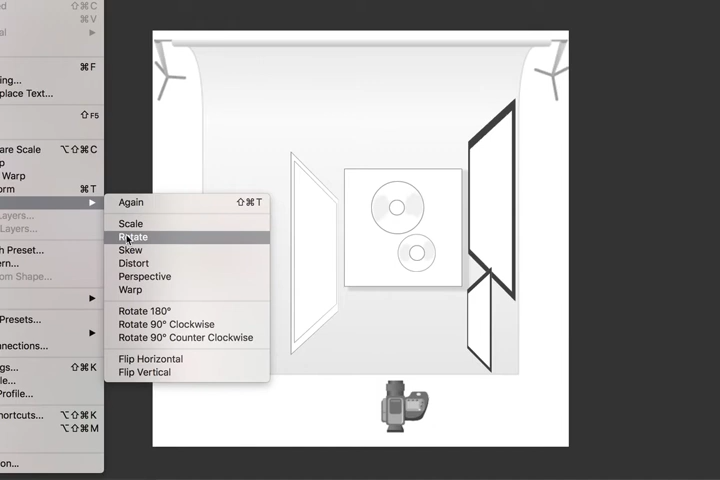 ⇧⌘C
⌘V
⌘F
ing...
place Text...
⇧F5
are Scale ⌥⇧⌘C
p
Warp
orm ⌘T
Layers...
Layers...
h Preset...
ern...
om Shape...
Presets...
nnections...
gs... ⇧⌘K
le...
Profile...
hortcuts... ⌥⇧⌘K
⌥⇧⌘M
on...
Again ⇧⌘T
Scale
Rotate
Skew
Distort
Perspective
Warp
Rotate 180°
Rotate 90° Clockwise
Rotate 90° Counter Clockwise
Flip Horizontal
Flip Vertical